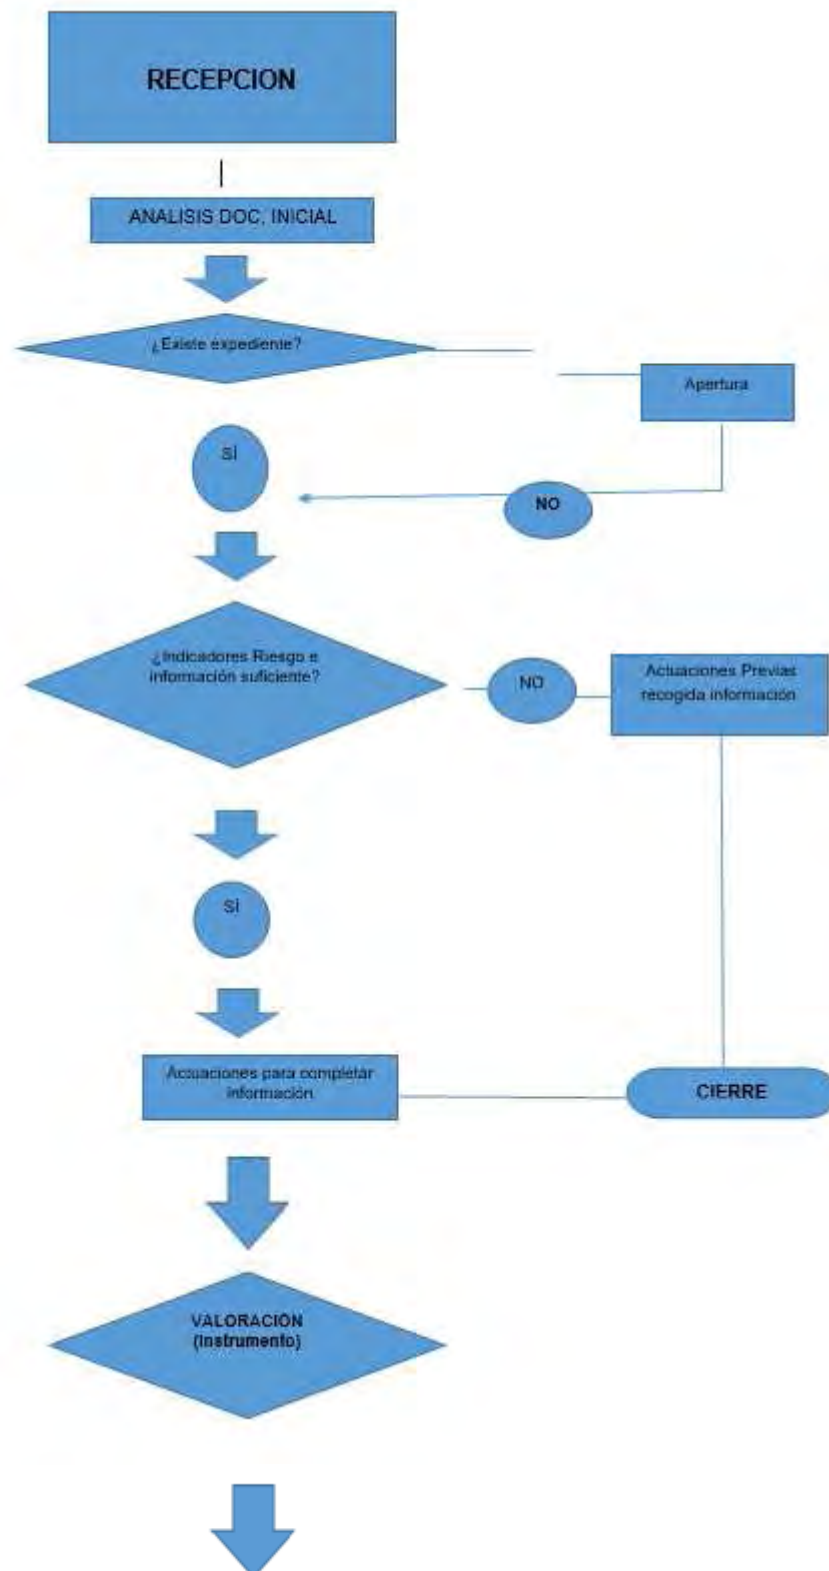 RECEPCION
ANALISIS DOC. INICIAL
¿Existe expediente?
Apertura
SÍ
NO
¿Indicadores Riesgo e
información suficiente?
NO
Actuaciones Previas
recogida información
SÍ
Actuaciones para completar
información
CIERRE
VALORACIÓN
(Instrumento)